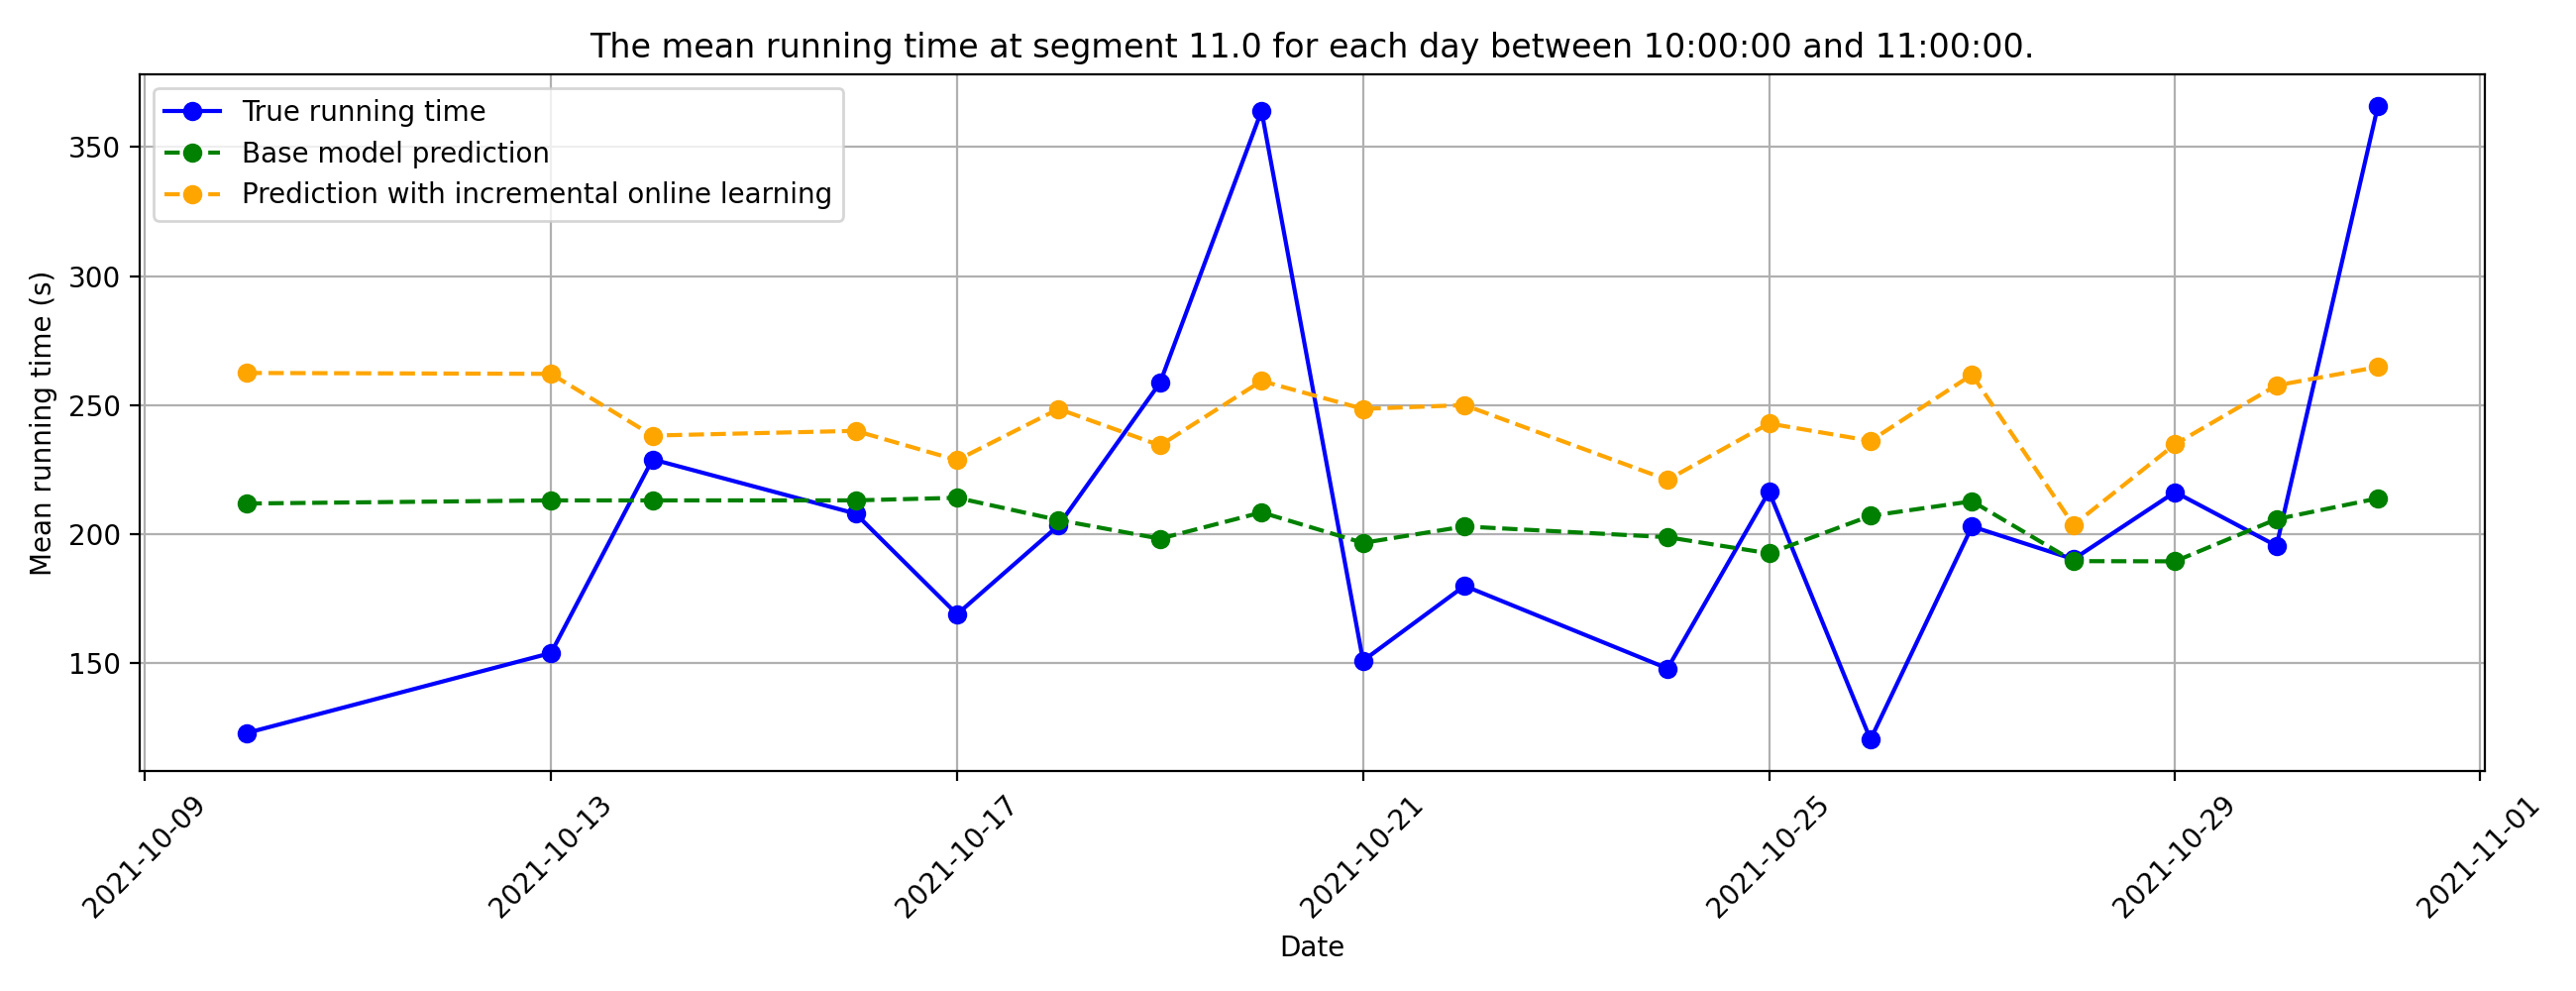 The mean running time at segment 11.0 for each day between 10:00:00 and 11:00:00.
True running time
Base model prediction
Prediction with incremental online learning
Mean running time (s)
350
300
250
200
150
2021-10-09
2021-10-13
2021-10-17
2021-10-21
2021-10-25
2021-10-29
2021-11-01
Date